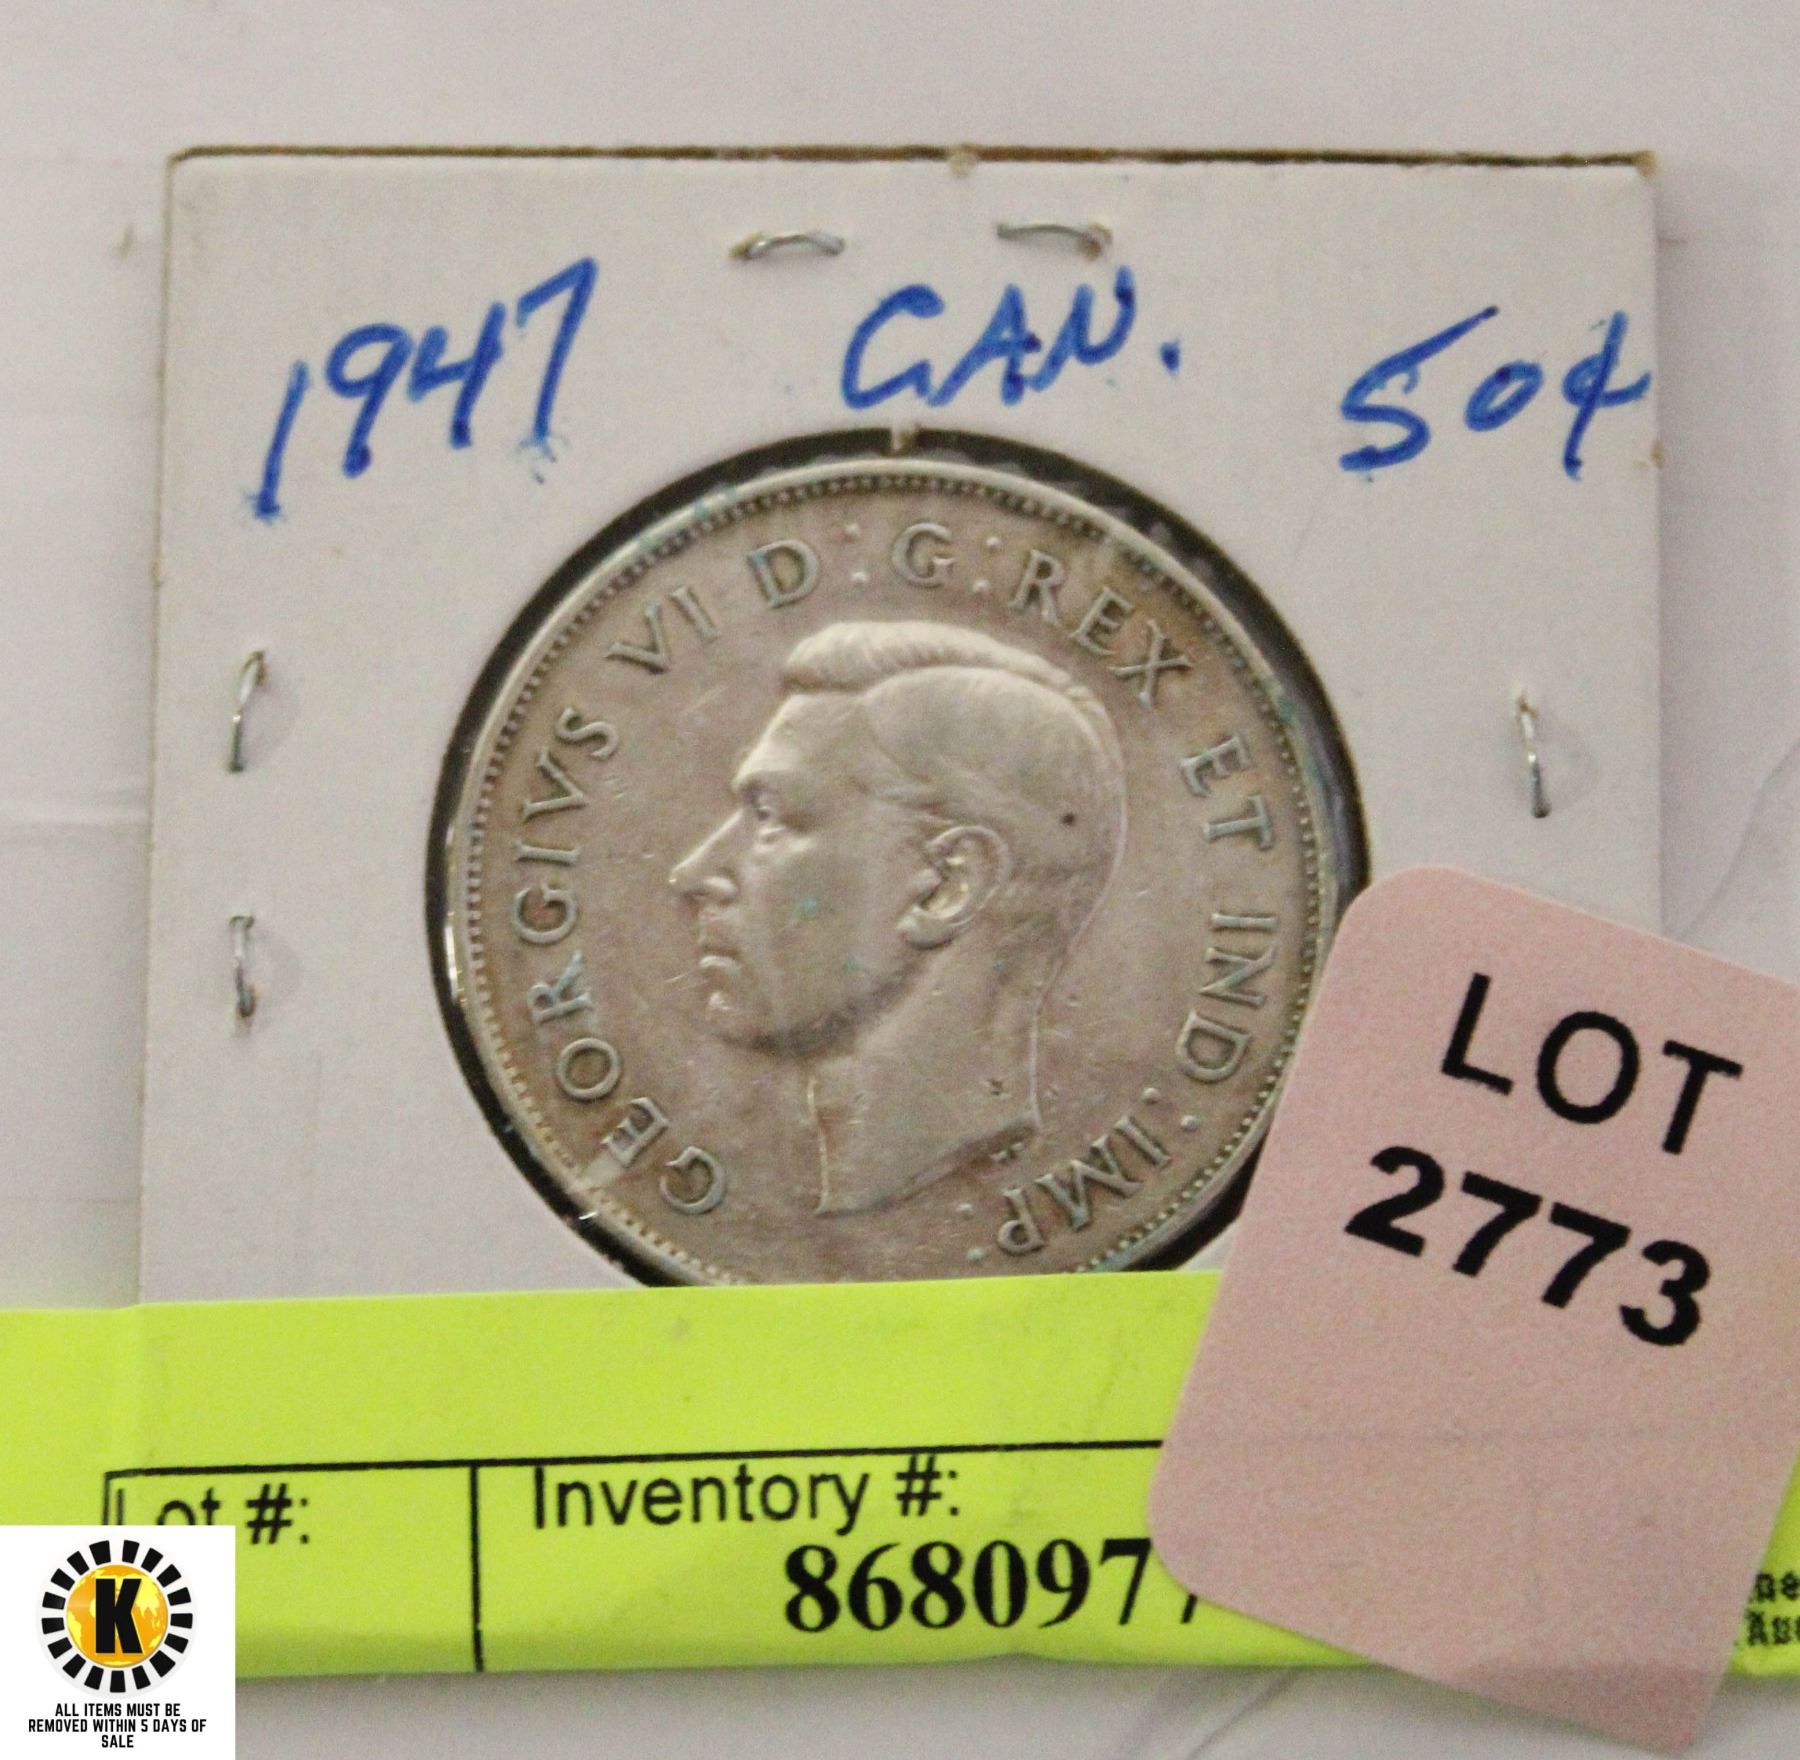 1947 CAN. 50¢
GEORGIVS VI D:G:REX ET IND:IMP:
LOT
2773
Lot #:
Inventory #:
868097
K
ALL ITEMS MUST BE
REMOVED WITHIN 5 DAYS OF
SALE